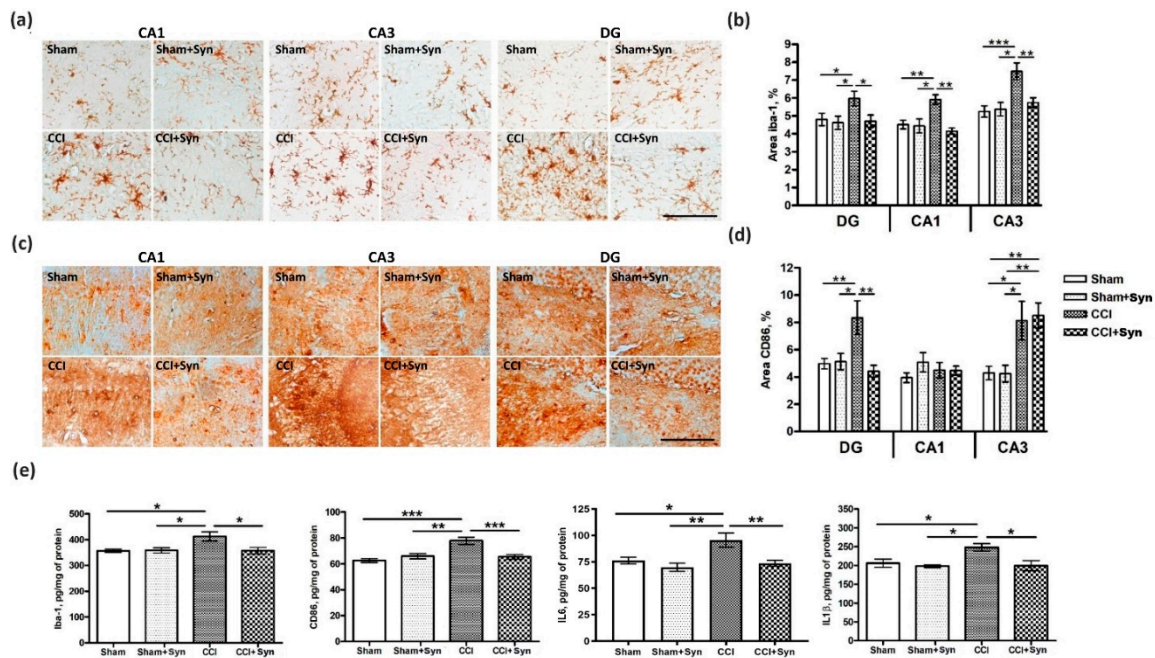 (a)
CA1 CA3 DG
Sham Sham+Syn Sham Sham+Syn Sham Sham+Syn
CCI CCI+Syn CCI CCI+Syn CCI CCI+Syn
(b)
Area iba-1, %
9
8
7
6
5
4
3
2
1
0
* * *
** * **
*** * **
DG CA1 CA3
(c)
CA1 CA3 DG
Sham Sham+Syn Sham Sham+Syn Sham Sham+Syn
CCI CCI+Syn CCI CCI+Syn CCI CCI+Syn
(d)
Area CD86, %
12
10
8
6
4
2
0
** * **
** ** * *
DG CA1 CA3
Sham
Sham+Syn
CCI
CCI+Syn
(e)
Iba-1, pg/mg of protein
500
400
300
200
100
0
* * *
Sham Sham+Syn CCI CCI+Syn
CD86, pg/mg of protein
100
80
60
40
20
0
*** ** ***
Sham Sham+Syn CCI CCI+Syn
IL6, pg/mg of protein
150
100
50
0
* ** **
Sham Sham+Syn CCI CCI+Syn
IL1β, pg/mg of protein
350
300
250
200
150
100
50
0
* * *
Sham Sham+Syn CCI CCI+Syn